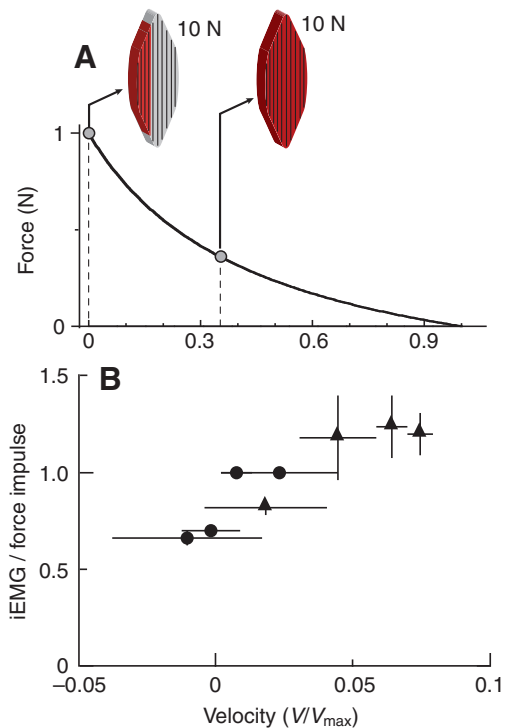 10 N
10 N
A
1
Force (N)
0
0
0.3
0.6
0.9
B
1.5
1.0
0.5
0
iEMG / force impulse
−0.05
0
0.05
0.1
Velocity (V/Vmax)